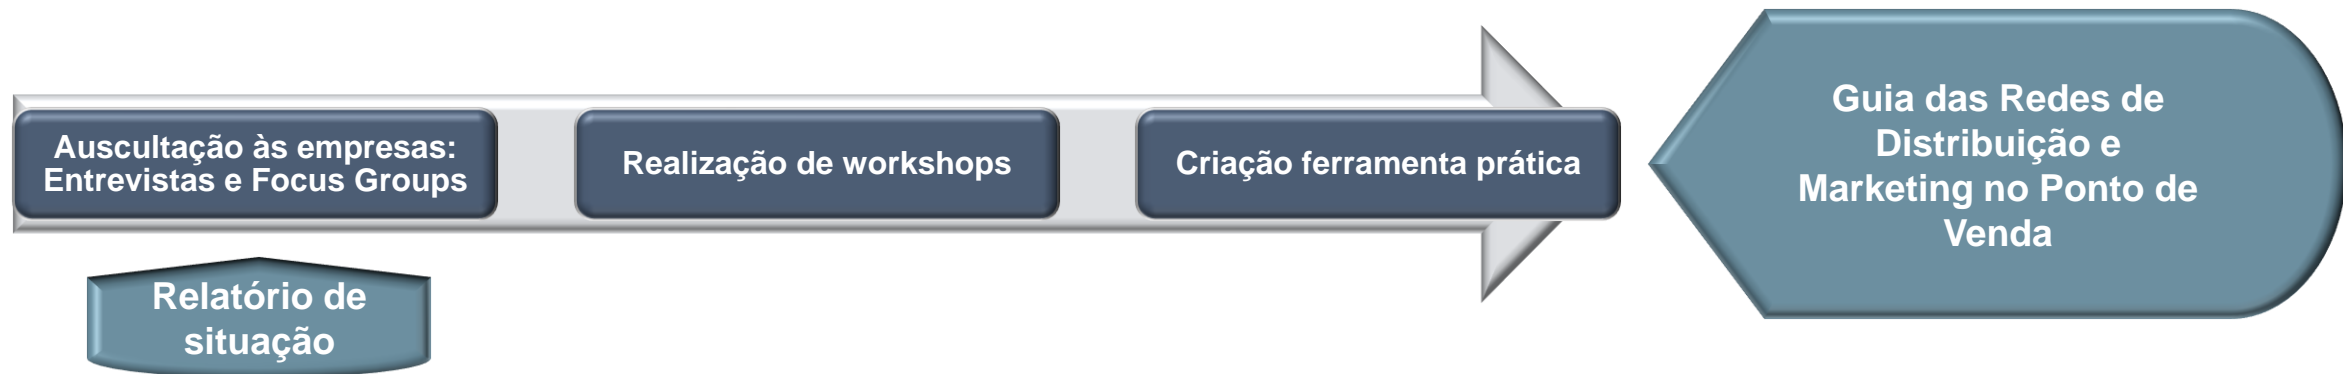 Auscultação às empresas:
Entrevistas e Focus Groups
Realização de workshops
Criação ferramenta prática
Guia das Redes de
Distribuição e
Marketing no Ponto de
Venda
Relatório de
situação